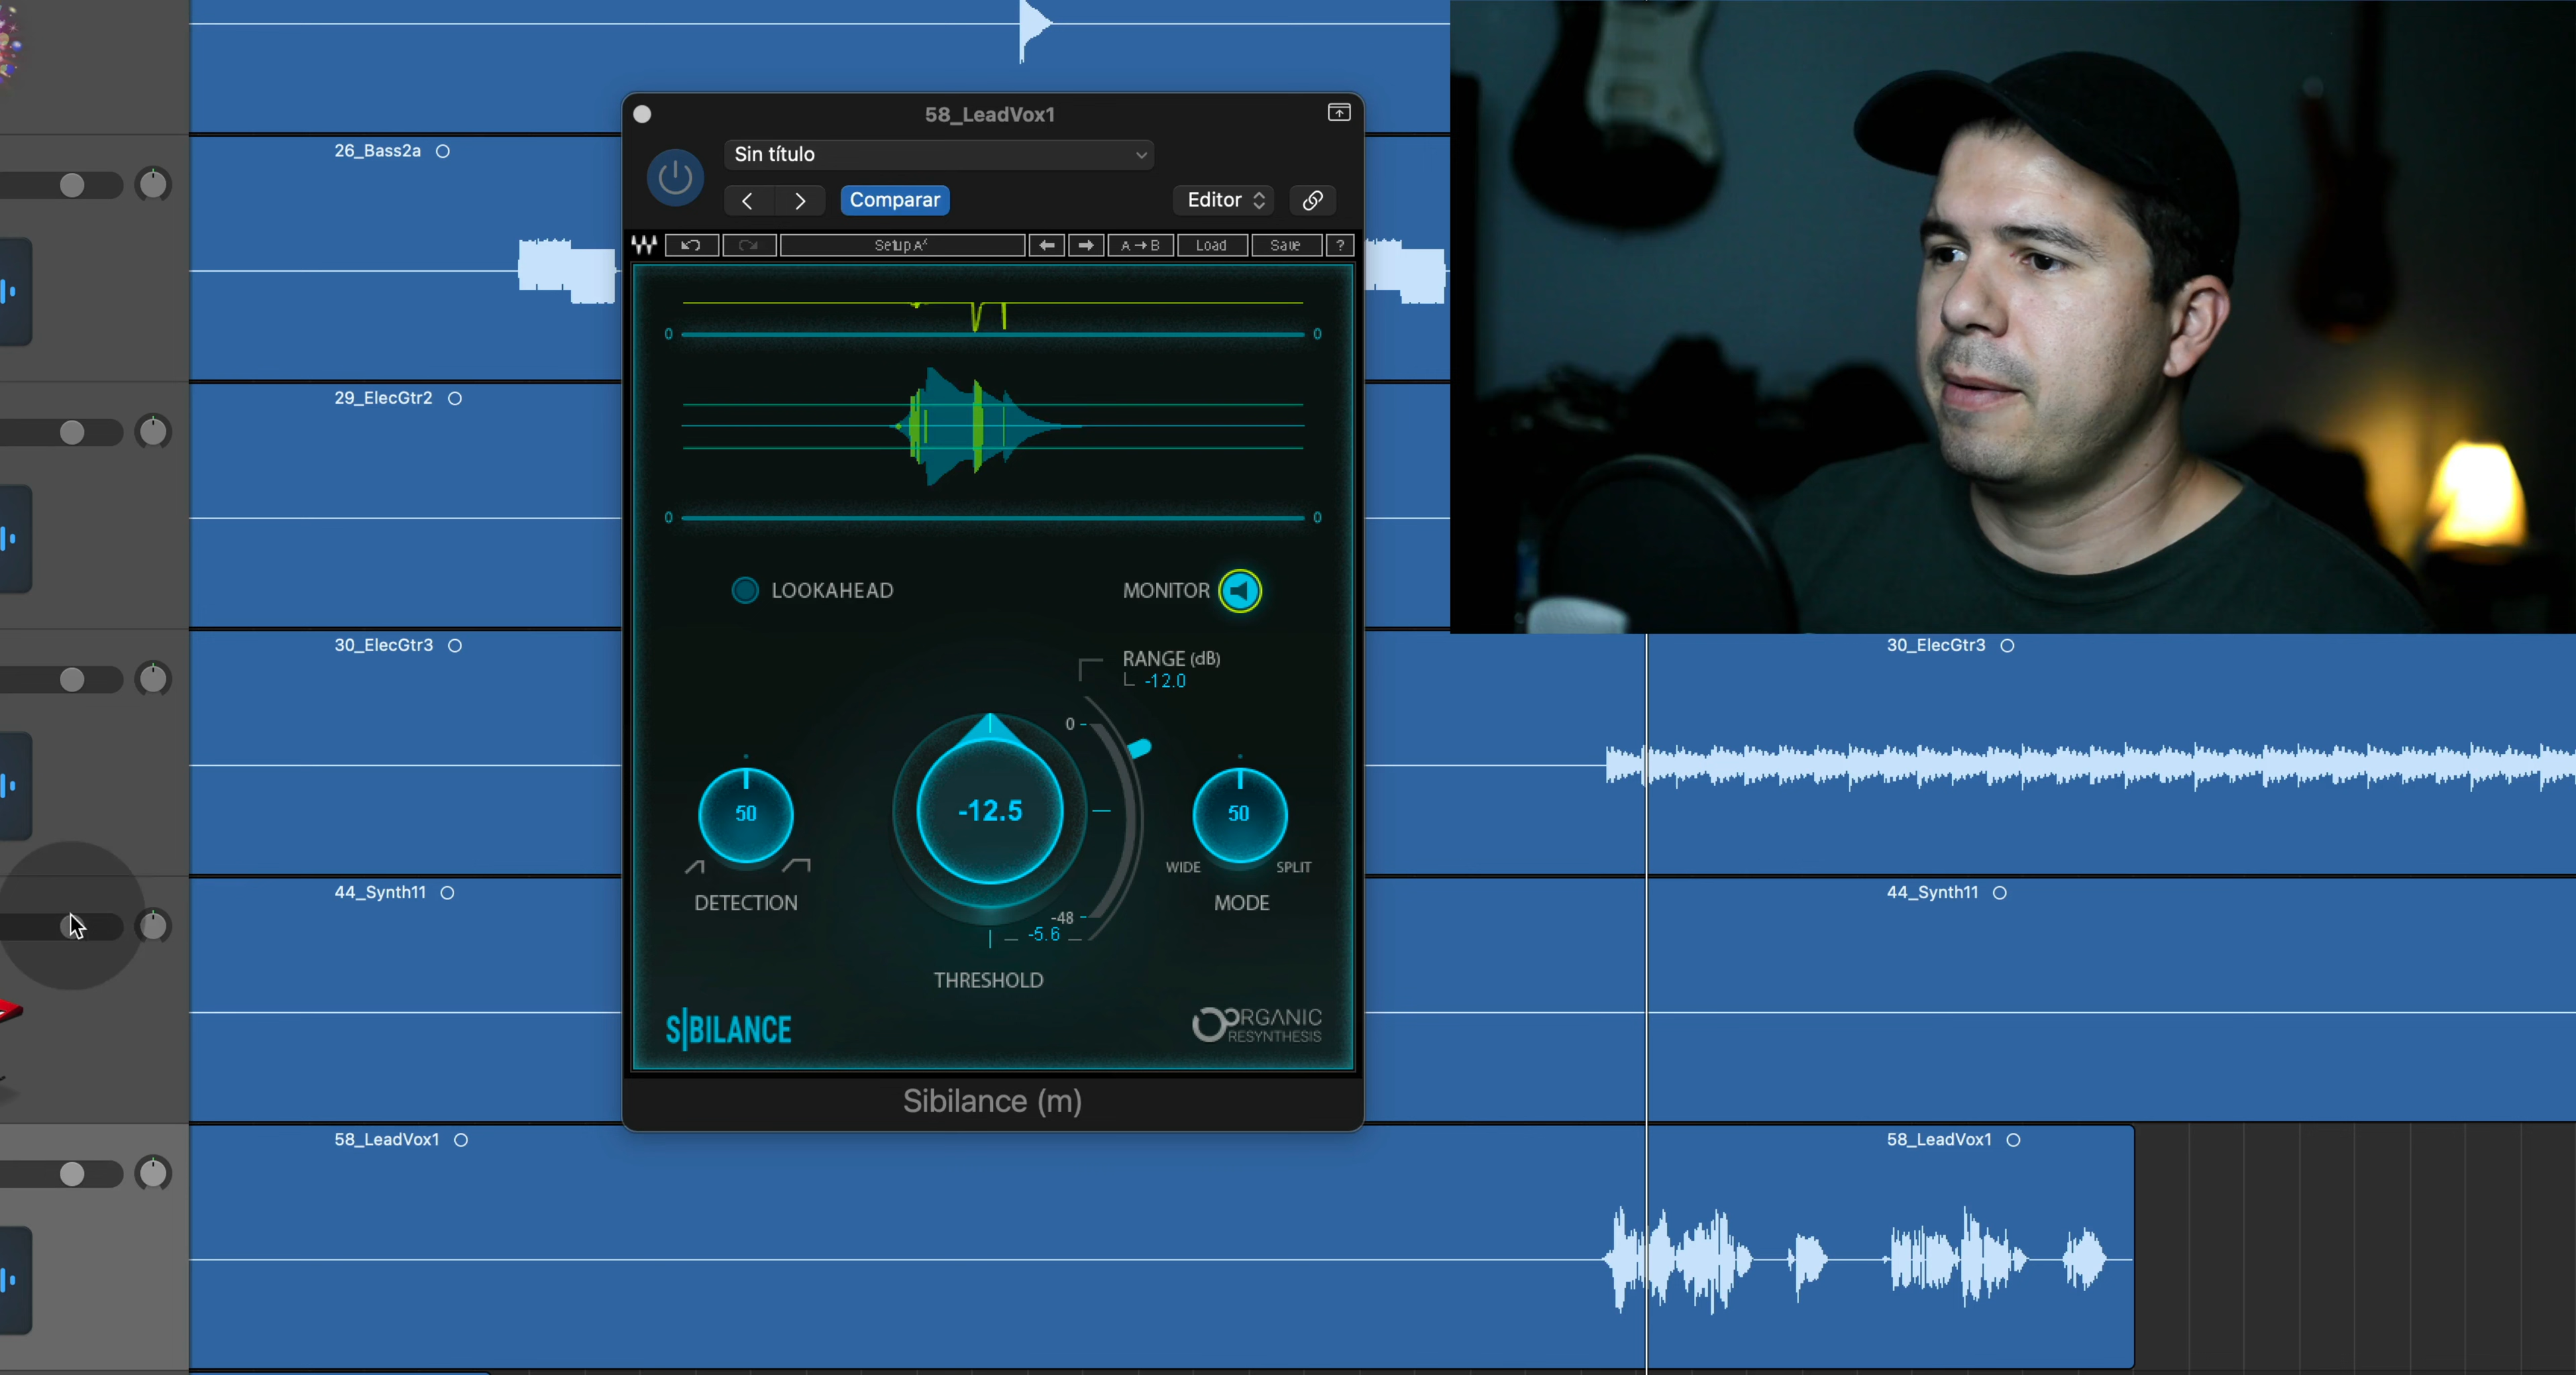 58_LeadVox1
Sin título
Comparar
Editor
Setup A*
A→B
Load
Save
?
26_Bass2a
29_ElecGtr2
0
0
0
0
LOOKAHEAD
MONITOR
RANGE (dB)
-12.0
0
50
-12.5
50
WIDE
SPLIT
DETECTION
MODE
-48
-5.6
THRESHOLD
SIBILANCE
ORGANIC
RESYNTHESIS
Sibilance (m)
30_ElecGtr3
30_ElecGtr3
44_Synth11
44_Synth11
58_LeadVox1
58_LeadVox1